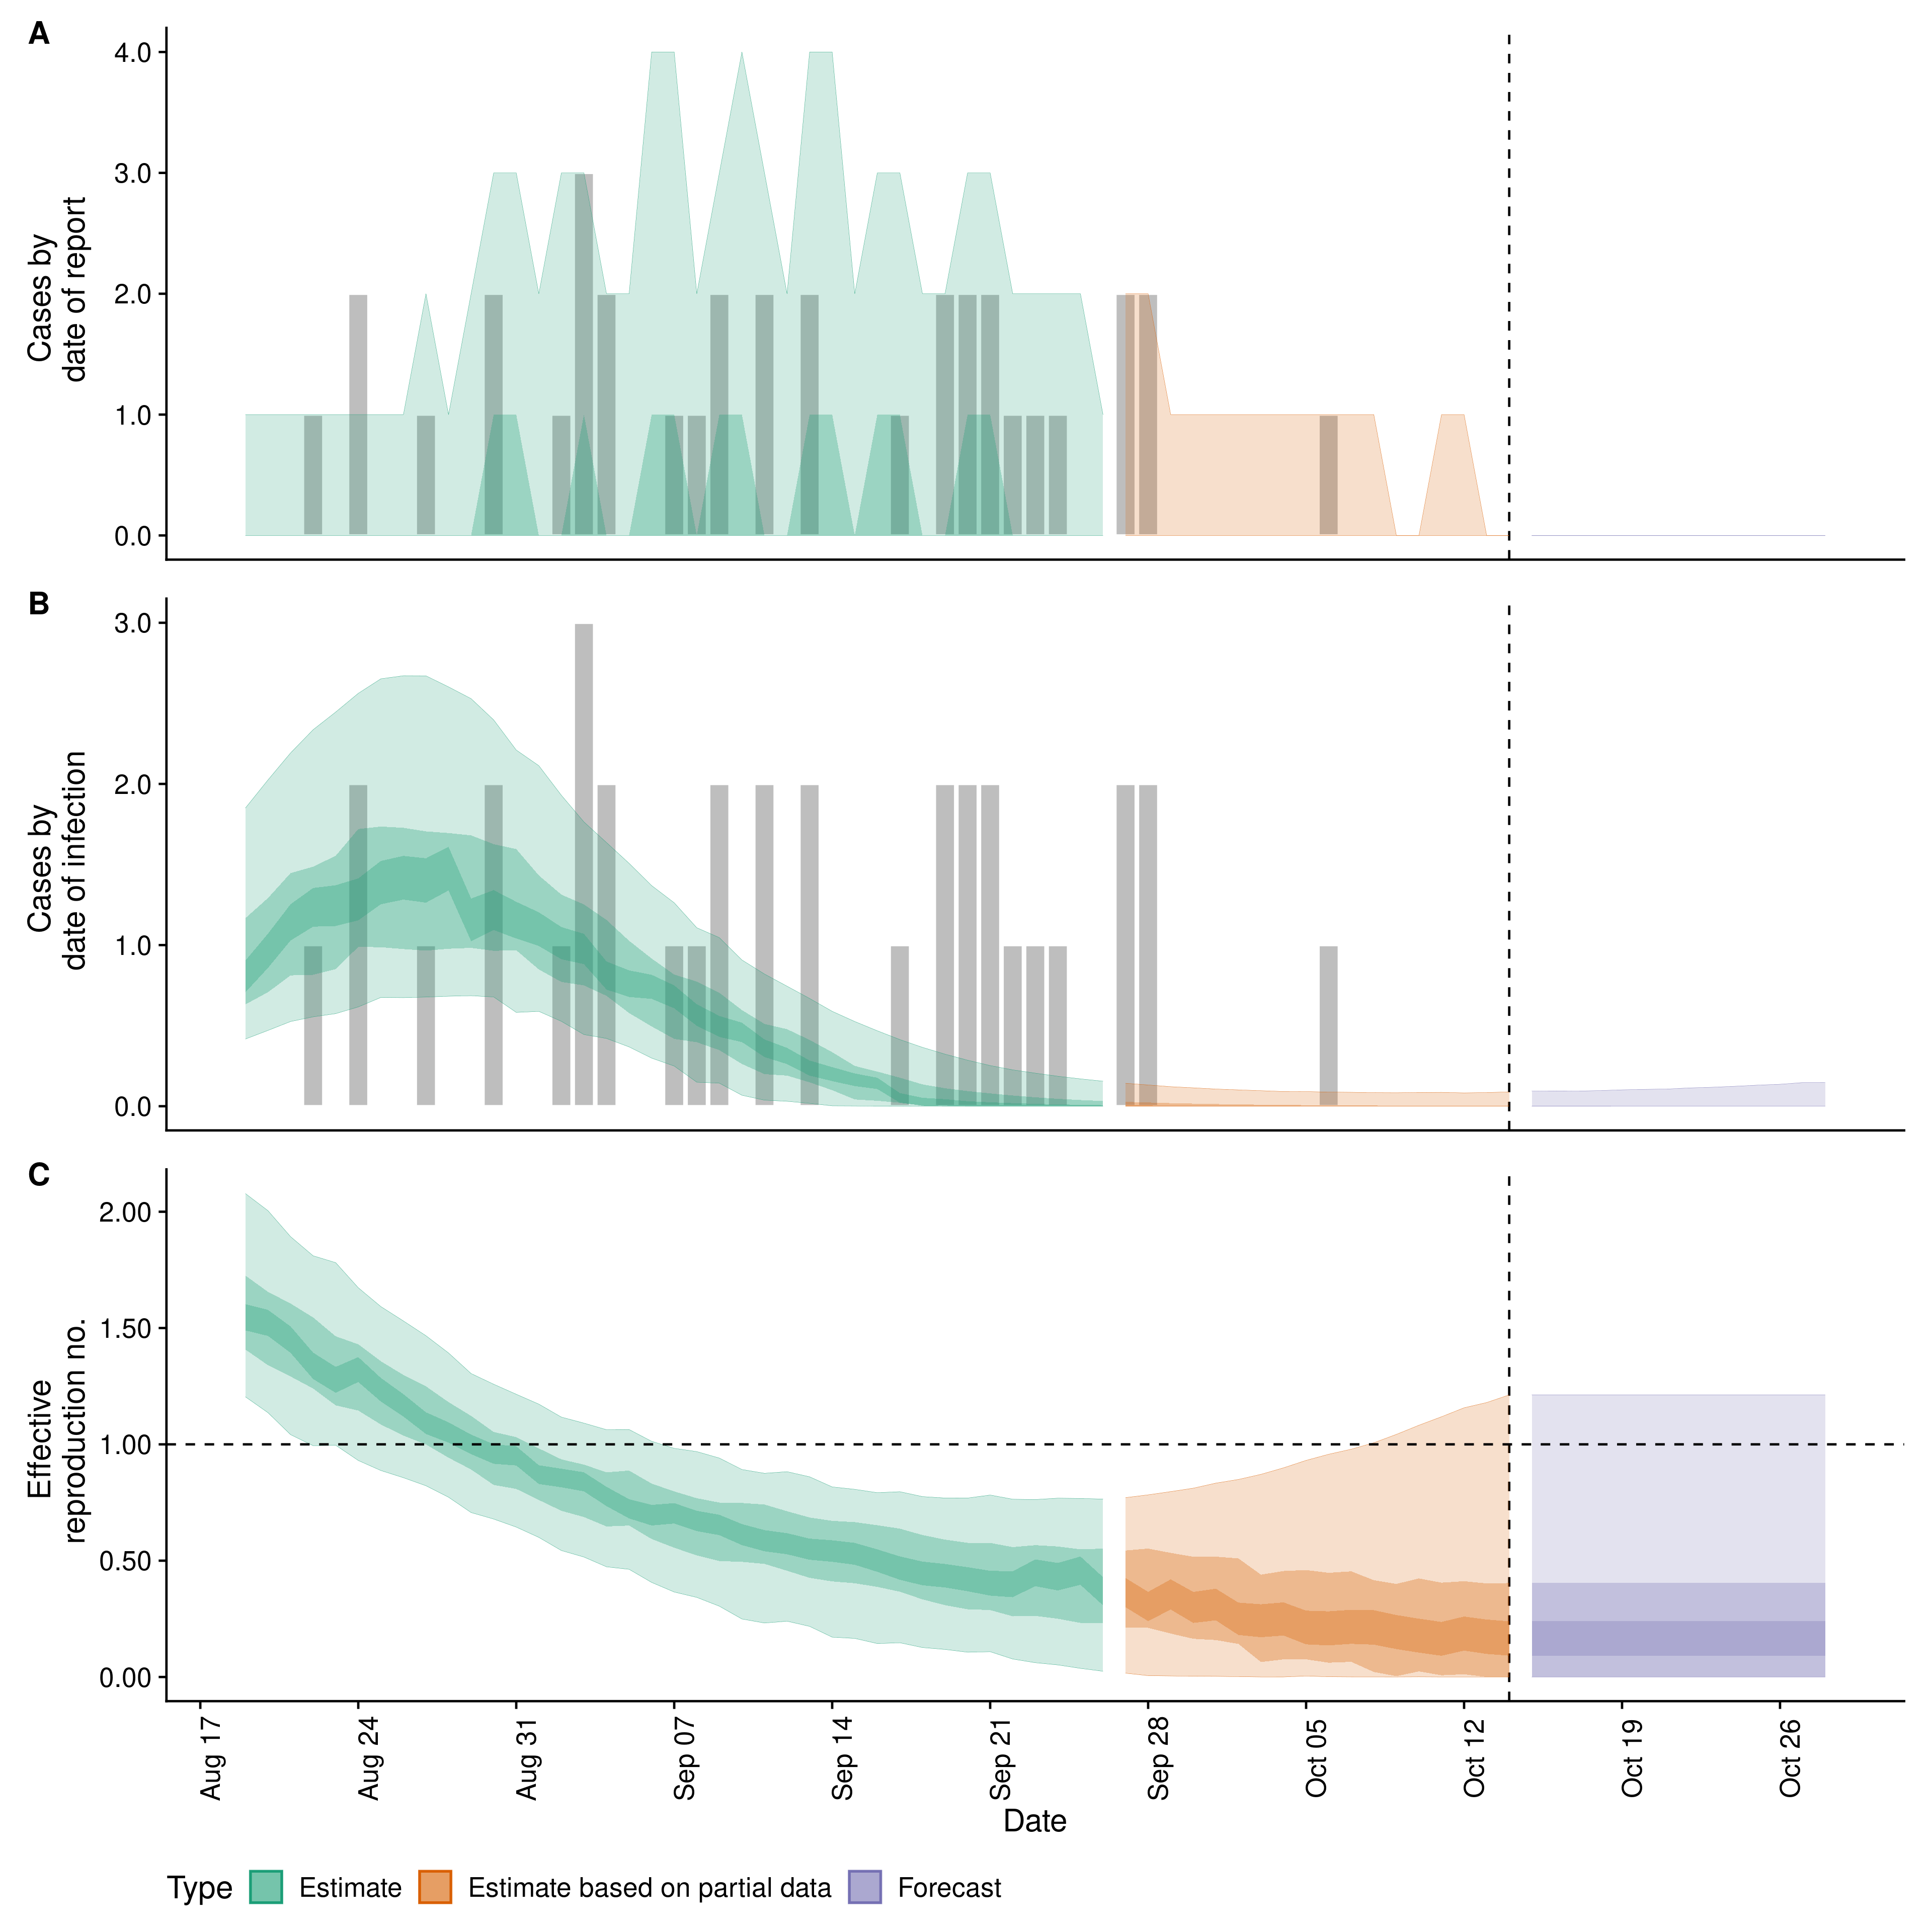 A
4.0
3.0
2.0
1.0
0.0
Cases by
date of report
B
3.0
2.0
1.0
0.0
Cases by
date of infection
C
2.00
1.50
1.00
0.50
0.00
Effective
reproduction no.
Aug 17
Aug 24
Aug 31
Sep 07
Sep 14
Sep 21
Sep 28
Oct 05
Oct 12
Oct 19
Oct 26
Date
Type Estimate Estimate based on partial data Forecast